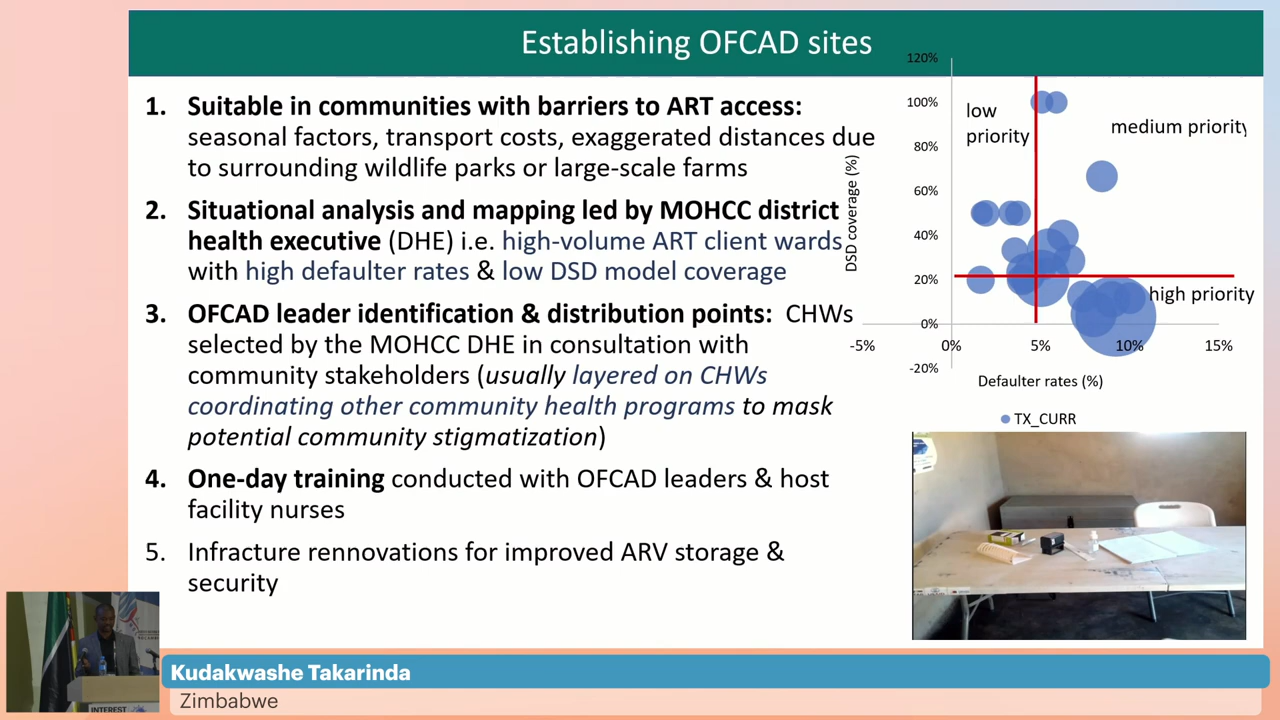 Establishing OFCAD sites
1. Suitable in communities with barriers to ART access:
seasonal factors, transport costs, exaggerated distances due
to surrounding wildlife parks or large-scale farms
2. Situational analysis and mapping led by MOHCC district
health executive (DHE) i.e. high-volume ART client wards
with high defaulter rates & low DSD model coverage
3. OFCAD leader identification & distribution points: CHWs
selected by the MOHCC DHE in consultation with
community stakeholders (usually layered on CHWs
coordinating other community health programs to mask
potential community stigmatization)
4. One-day training conducted with OFCAD leaders & host
facility nurses
5. Infracture rennovations for improved ARV storage &
security
120%
100%
80%
60%
40%
20%
0%
-20%
DSD coverage (%)
low
priority
medium priority
high priority
-5%
0%
5%
10%
15%
Defaulter rates (%)
TX_CURR
INTEREST
Kudakwashe Takarinda
Zimbabwe